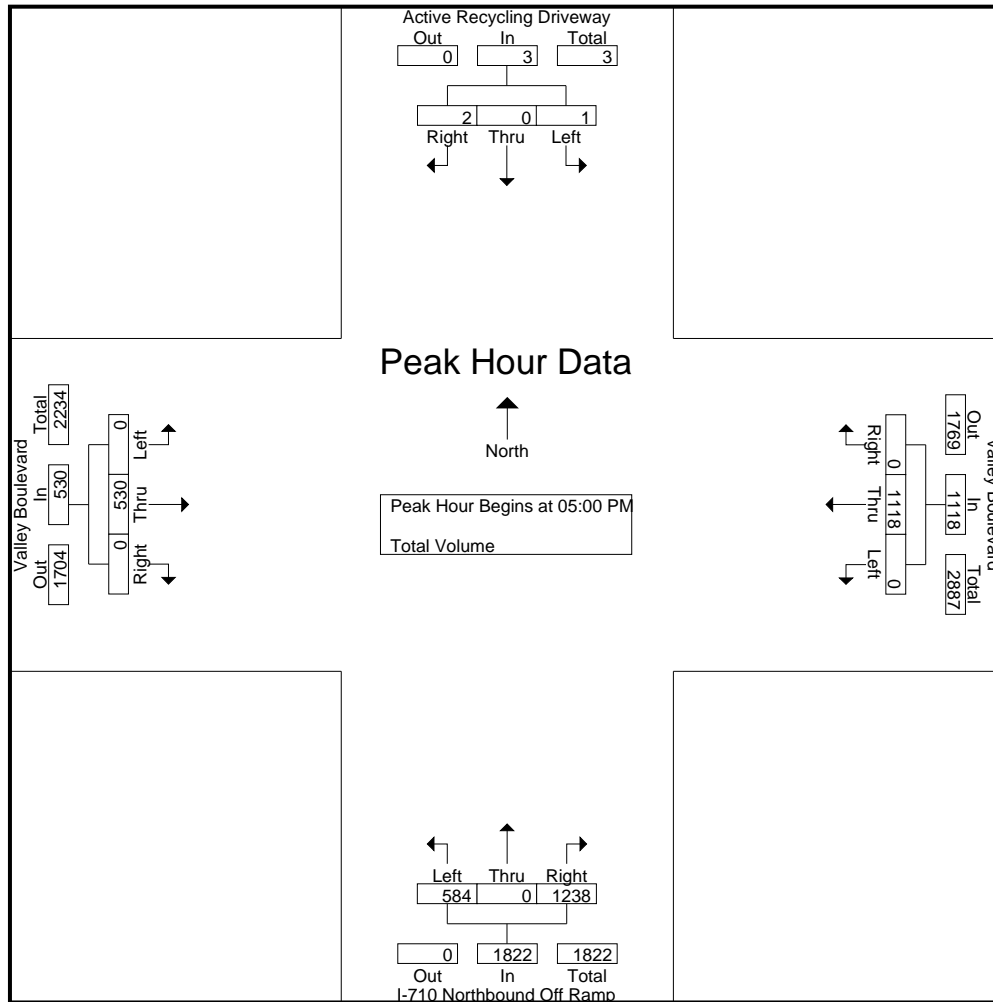 Active Recycling Driveway
Out In Total
0 3 3
2 0 1
Right Thru Left
Peak Hour Data
North
Peak Hour Begins at 05:00 PM
Total Volume
Valley Boulevard
Out In Total
1704 530 2234
0 530 0
Right Thru Left
Valley Boulevard
Out In Total
1769 1118 2887
0 1118 0
Right Thru Left
Left Thru Right
584 0 1238
0 1822 1822
Out In Total
I-710 Northbound Off Ramp